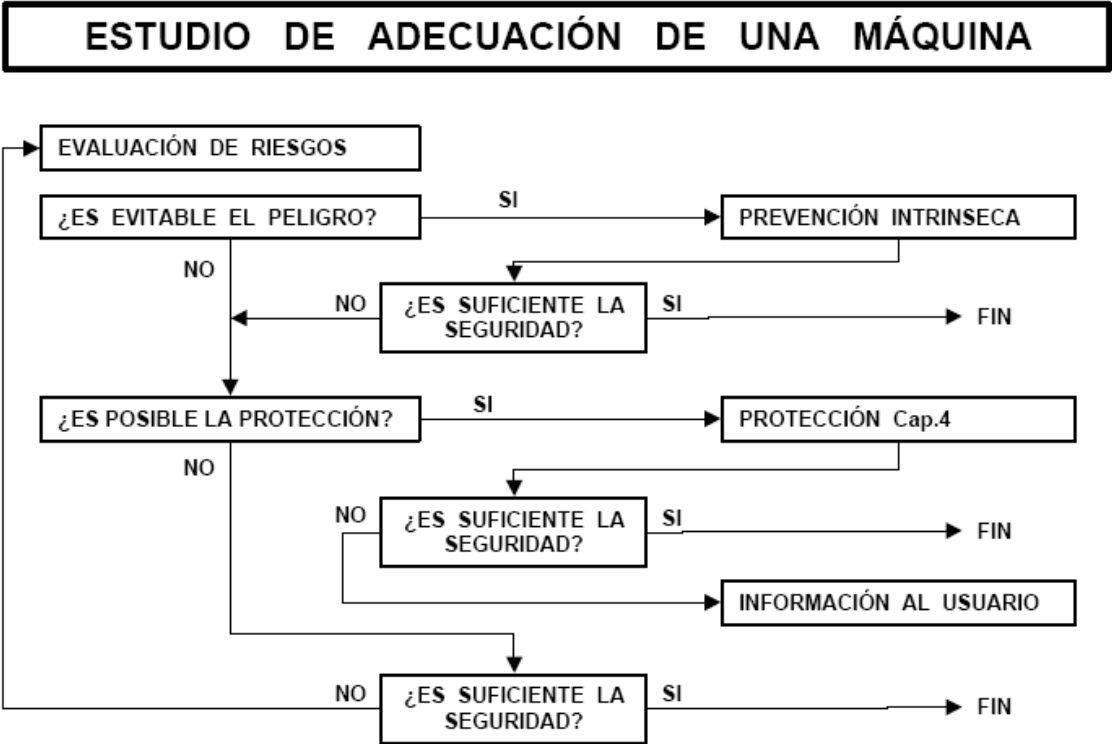 ESTUDIO DE ADECUACIÓN DE UNA MÁQUINA
EVALUACIÓN DE RIESGOS
¿ES EVITABLE EL PELIGRO?
SI
PREVENCIÓN INTRINSECA
NO
NO
¿ES SUFICIENTE LA
SEGURIDAD?
SI
FIN
¿ES POSIBLE LA PROTECCIÓN?
SI
PROTECCIÓN Cap.4
NO
NO
¿ES SUFICIENTE LA
SEGURIDAD?
SI
FIN
INFORMACIÓN AL USUARIO
NO
¿ES SUFICIENTE LA
SEGURIDAD?
SI
FIN